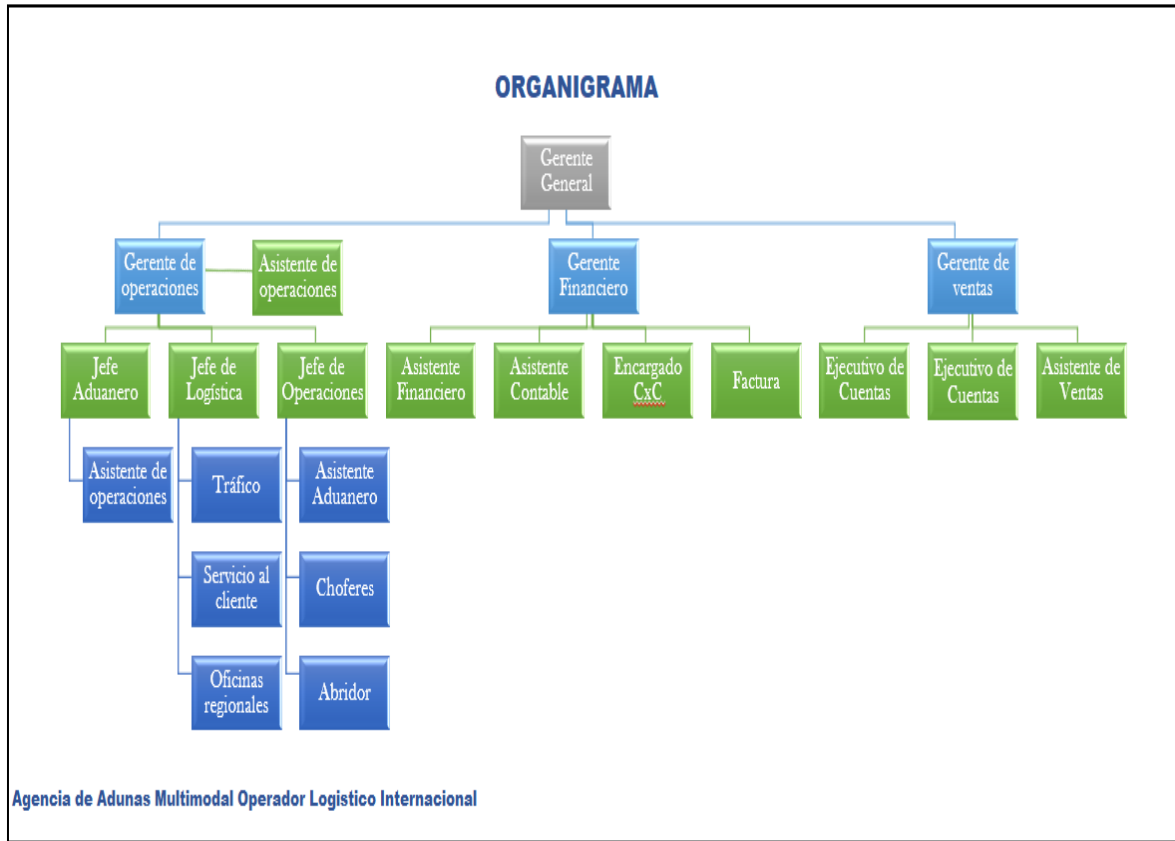 ORGANIGRAMA
Gerente
General
Gerente de
operaciones
Asistente de
operaciones
Gerente
Financiero
Gerente de
ventas
Jefe
Aduanero
Jefe de
Logística
Jefe de
Operaciones
Asistente
Financiero
Asistente
Contable
Encargado
CxC
Factura
Ejecutivo de
Cuentas
Ejecutivo de
Cuentas
Asistente de
Ventas
Asistente de
operaciones
Tráfico
Asistente
Aduanero
Servicio al
cliente
Choferes
Oficinas
regionales
Abridor
Agencia de Adunas Multimodal Operador Logistico Internacional